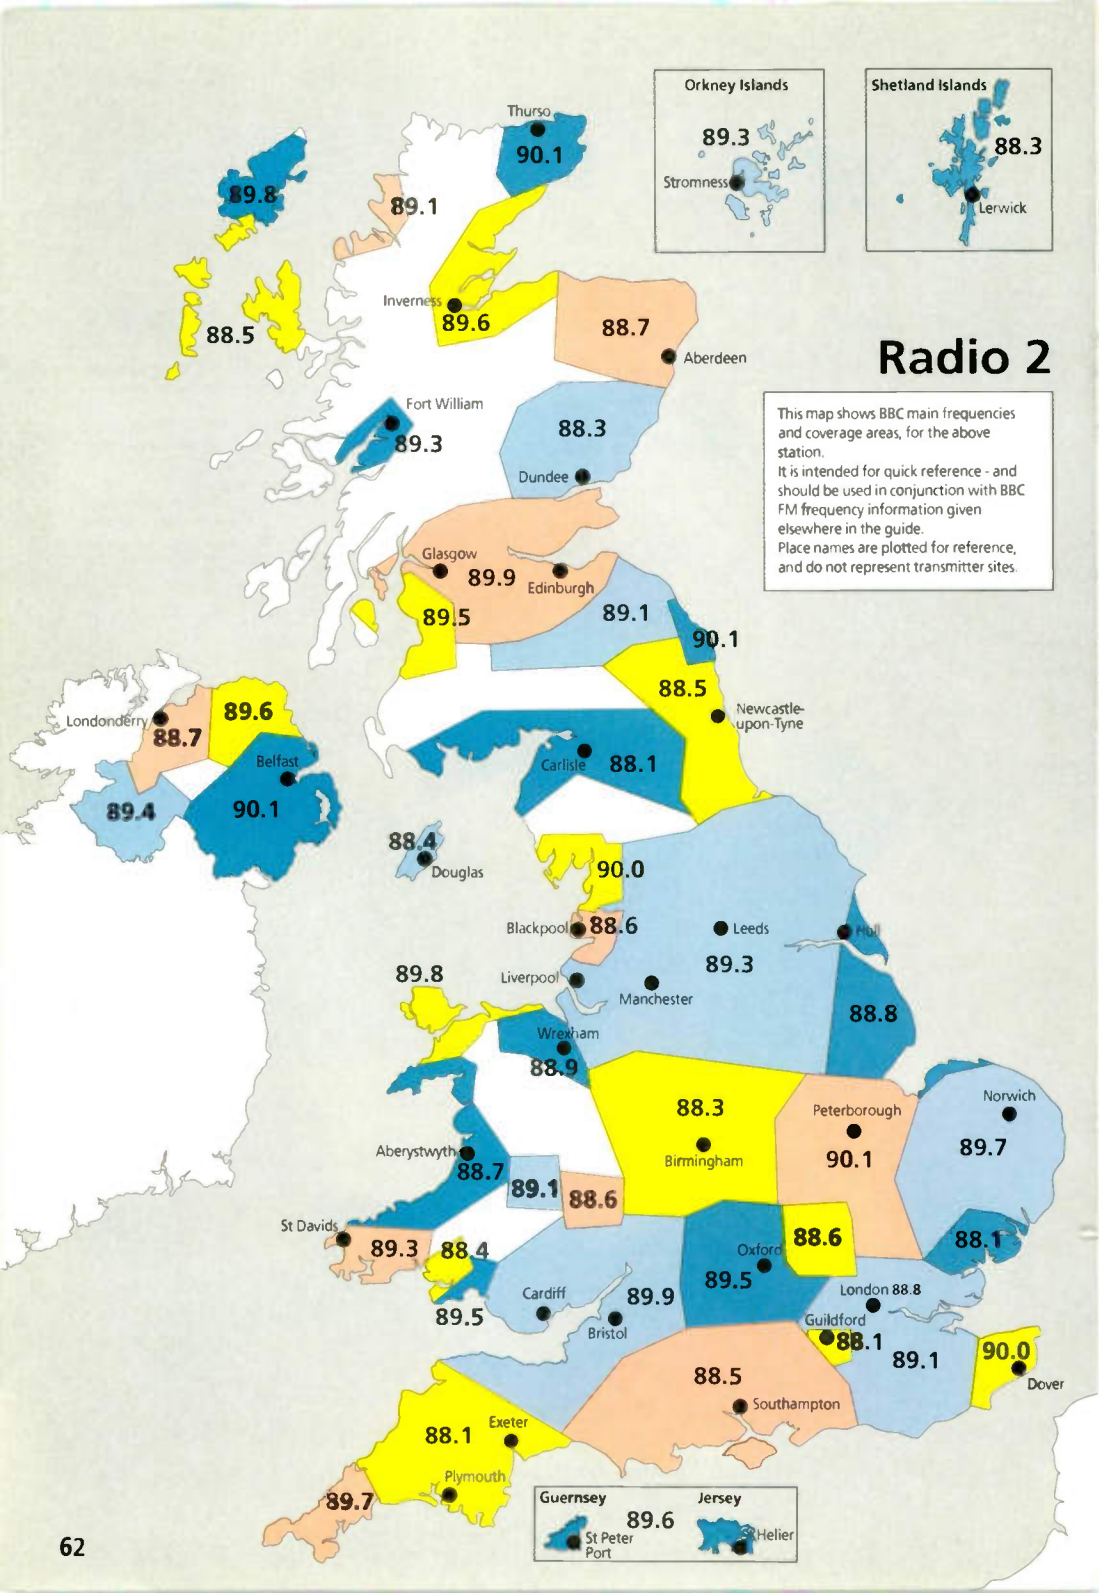 Orkney Islands
89.3
Stromness
Shetland Islands
88.3
Lerwick
Thurso
90.1
89.8
89.1
88.5
Inverness
89.6
88.7
Aberdeen
Radio 2
This map shows BBC main frequencies
and coverage areas, for the above
station.
It is intended for quick reference - and
should be used in conjunction with BBC
FM frequency information given
elsewhere in the guide.
Place names are plotted for reference,
and do not represent transmitter sites.
Fort William
89.3
88.3
Dundee
Glasgow
89.9
Edinburgh
89.5
89.1
90.1
88.5
Newcastle-
upon-Tyne
Londonderry
88.7
89.6
Belfast
89.4
90.1
Carlisle
88.1
88.4
Douglas
90.0
Blackpool
88.6
Leeds
Hull
89.3
Liverpool
Manchester
89.8
88.8
Wrexham
88.9
88.3
Birmingham
Peterborough
90.1
Norwich
89.7
Aberystwyth
88.7
89.1
88.6
St Davids
89.3
88.4
89.5
Cardiff
89.9
Bristol
Oxford
89.5
88.6
88.1
London 88.8
Guildford
88.1
89.1
90.0
Dover
88.5
Southampton
Exeter
88.1
Plymouth
89.7
Guernsey
Jersey
89.6
St Peter
Port
St Helier
62